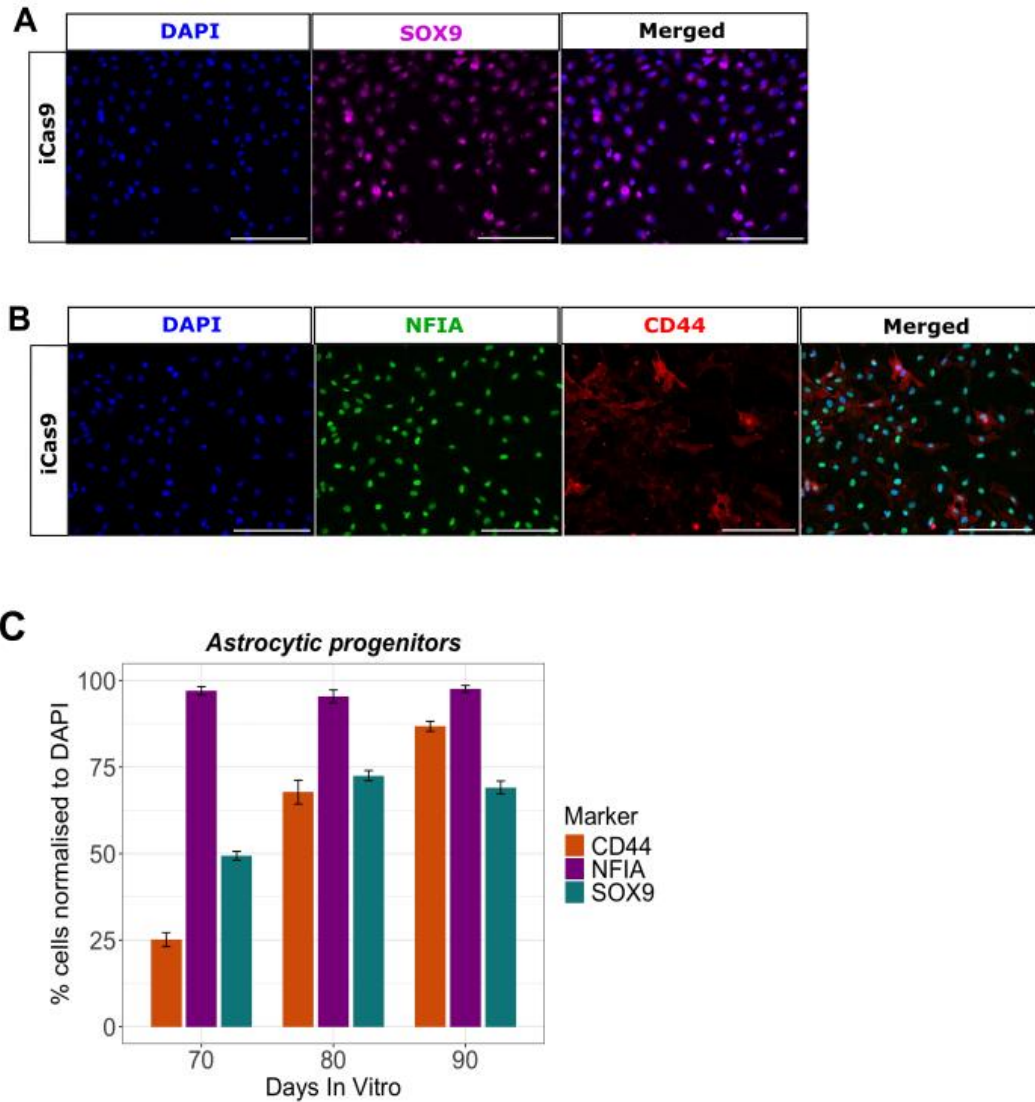 A
DAPI SOX9 Merged
iCas9
B
DAPI NFIA CD44 Merged
iCas9
C
Astrocytic progenitors
% cells normalised to DAPI
100
75
50
25
0
70 80 90
Days In Vitro
Marker
CD44
NFIA
SOX9